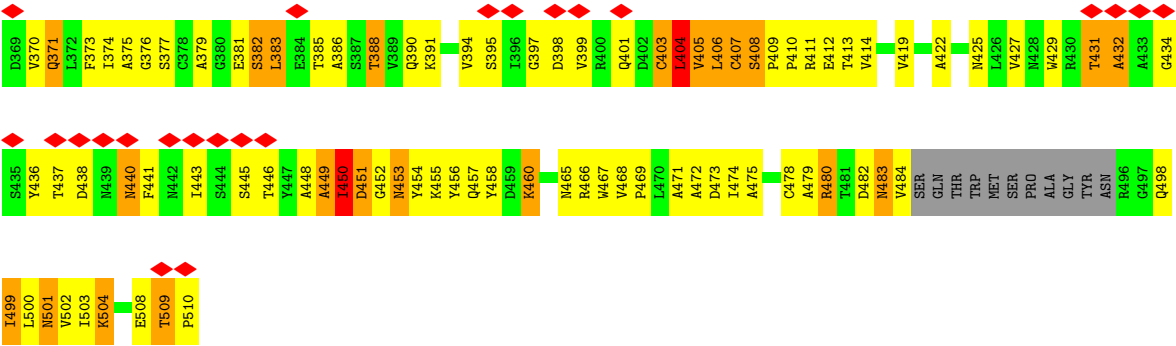 D369 V370 Q371 L372 F373 I374 A375 G376 S377 C378 A379 G380 E381 S382 L383 E384 T385 A386 S387 T388 V389 Q390 K391 V394 S395 I396 G397 D398 V399 R400 Q401 D402 C403 L404 V405 L406 C407 S408 P409 P410 R411 E412 T413 V414 V419 A422 N425 L426 V427 N428 W429 R430 T431 A432 A433 G434
S435 Y436 T437 D438 N439 N440 F441 N442 I443 S444 S445 T446 Y447 A448 A449 I450 D451 G452 N453 Y454 K455 Y456 Q457 Y458 D459 K460 N465 R466 W467 V468 P469 L470 A471 A472 D473 I474 A475 C478 A479 R480 T481 D482 N483 V484 SER GLN THR TRP MET SER PRO ALA GLY TYR ASN R496 G497 Q498
I499 L500 N501 V502 I503 K504 E508 T509 P510